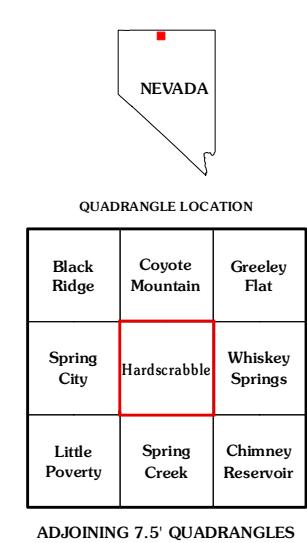 NEVADA
QUADRANGLE LOCATION
Black
Ridge
Coyote
Mountain
Greeley
Flat
Spring
City
Hardscrabble
Whiskey
Springs
Little
Poverty
Spring
Creek
Chimney
Reservoir
ADJOINING 7.5' QUADRANGLES